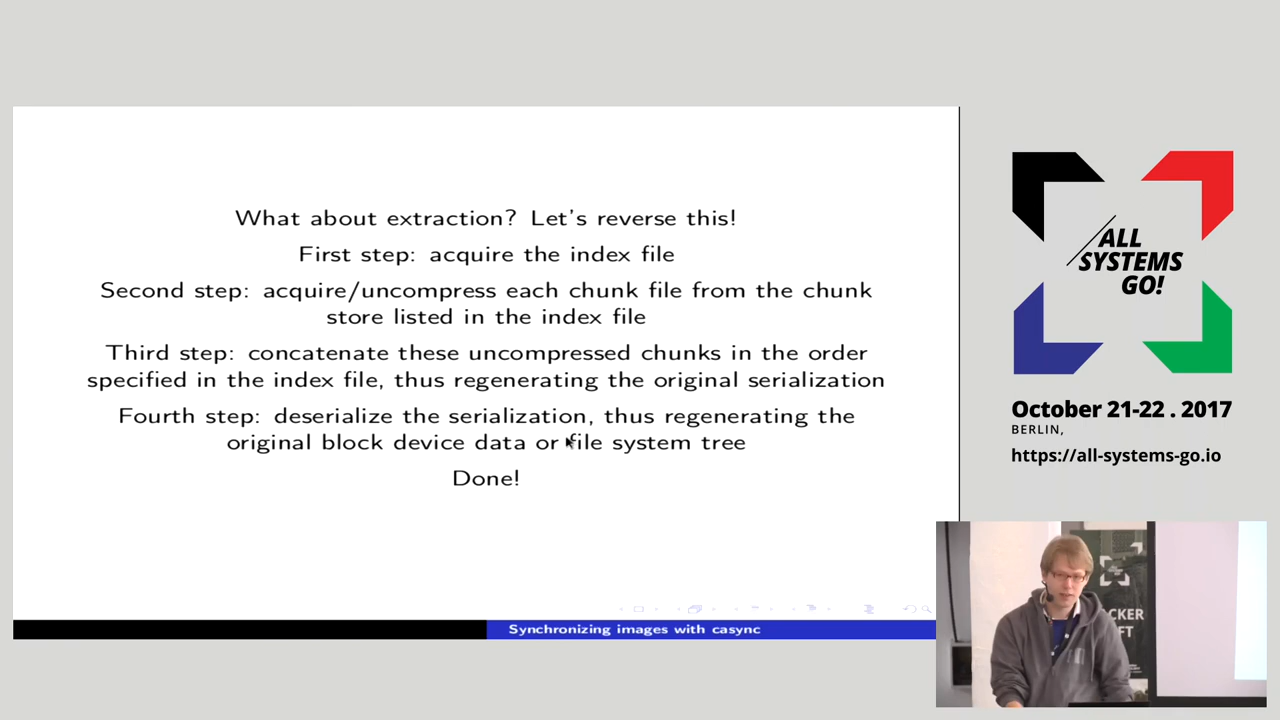 What about extraction? Let's reverse this!
First step: acquire the index file
Second step: acquire/uncompress each chunk file from the chunk
store listed in the index file
Third step: concatenate these uncompressed chunks in the order
specified in the index file, thus regenerating the original serialization
Fourth step: deserialize the serialization, thus regenerating the
original block device data or file system tree
Done!
Synchronizing images with casync
ALL
SYSTEMS
GO!
October 21-22 . 2017
BERLIN,
https://all-systems-go.io